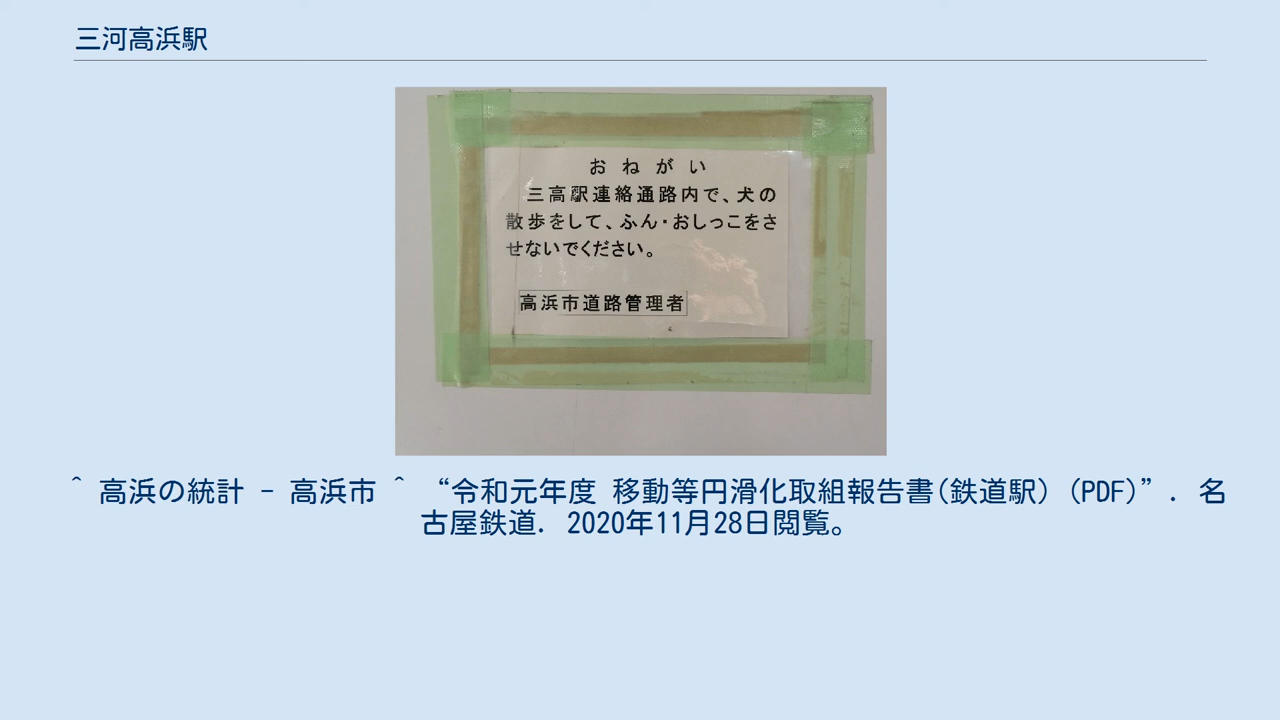 三河高浜駅
おねがい
三高駅連絡通路内で、犬の
散歩をして、ふん・おしっこをさ
せないでください。
高浜市道路管理者
^ 高浜の統計 - 高浜市 ^ “令和元年度 移動等円滑化取組報告書(鉄道駅) (PDF)”. 名
古屋鉄道. 2020年11月28日閲覧。